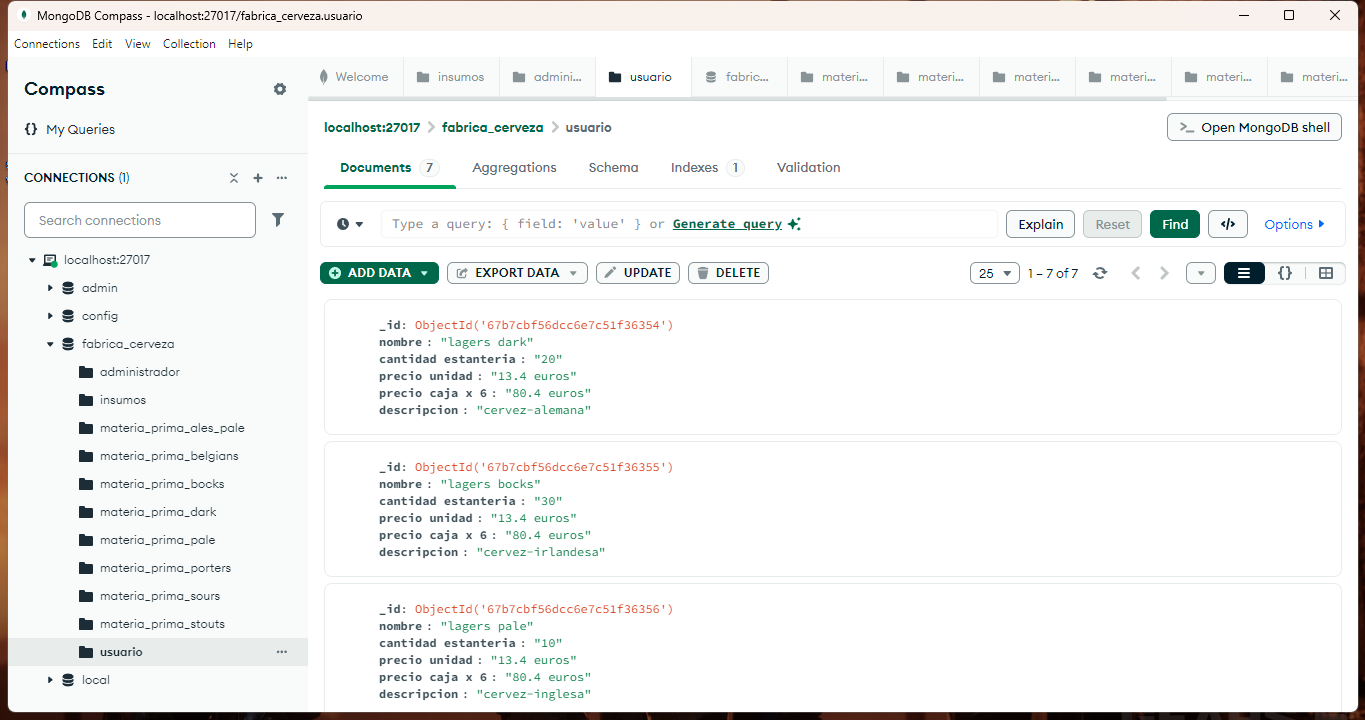 MongoDB Compass - localhost:27017/fabrica_cerveza.usuario
Connections Edit View Collection Help
Compass
{} My Queries
CONNECTIONS (1)
Search connections
localhost:27017
admin
config
fabrica_cerveza
administrador
insumos
materia_prima_ales_pale
materia_prima_belgians
materia_prima_bocks
materia_prima_dark
materia_prima_pale
materia_prima_porters
materia_prima_sours
materia_prima_stouts
usuario
local
Welcome insumos admini... usuario fabric... materi... materi... materi... materi... materi... materi...
localhost:27017 > fabrica_cerveza > usuario
>_ Open MongoDB shell
Documents 7 Aggregations Schema Indexes 1 Validation
Type a query: { field: 'value' } or Generate query
Explain Reset Find </> Options
ADD DATA EXPORT DATA UPDATE DELETE
25 1 – 7 of 7 {}
_id: ObjectId('67b7cbf56dcc6e7c51f36354')
nombre : "lagers dark"
cantidad estanteria : "20"
precio unidad : "13.4 euros"
precio caja x 6 : "80.4 euros"
descripcion : "cervez-alemana"
_id: ObjectId('67b7cbf56dcc6e7c51f36355')
nombre : "lagers bocks"
cantidad estanteria : "30"
precio unidad : "13.4 euros"
precio caja x 6 : "80.4 euros"
descripcion : "cervez-irlandesa"
_id: ObjectId('67b7cbf56dcc6e7c51f36356')
nombre : "lagers pale"
cantidad estanteria : "10"
precio unidad : "13.4 euros"
precio caja x 6 : "80.4 euros"
descripcion : "cervez-inglesa"